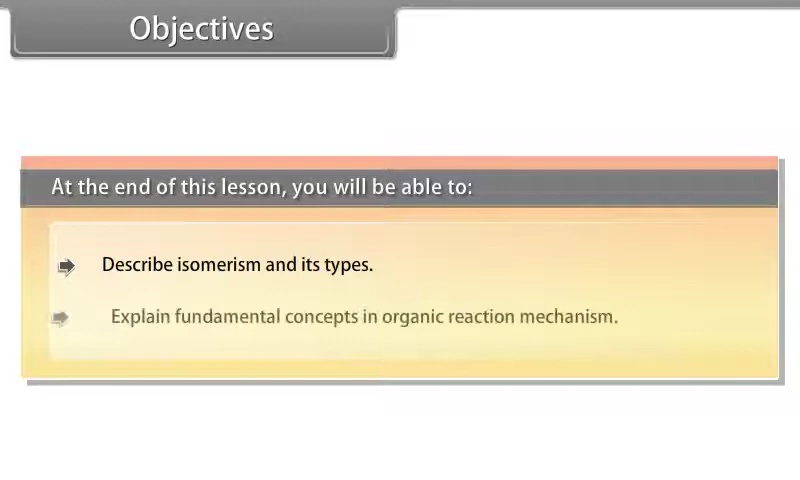 Objectives
At the end of this lesson, you will be able to:
Describe isomerism and its types.
Explain fundamental concepts in organic reaction mechanism.